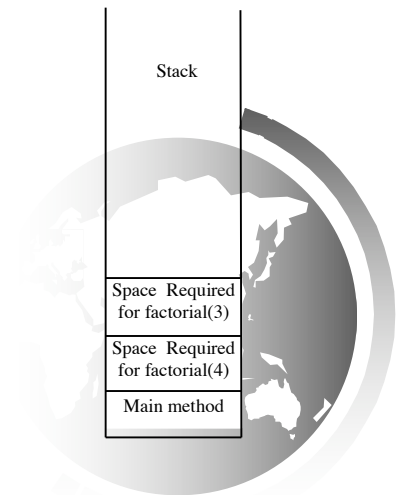 Stack
Space Required
for factorial(3)
Space Required
for factorial(4)
Main method